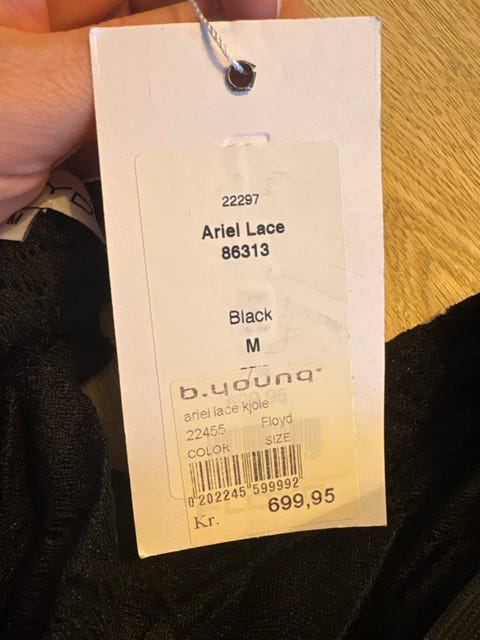 22297
Ariel Lace
86313
Black
M
b.young
ariel lace kjole
22455 Floyd
COLOR SIZE
0 202245 599992
Kr. 699,95
M